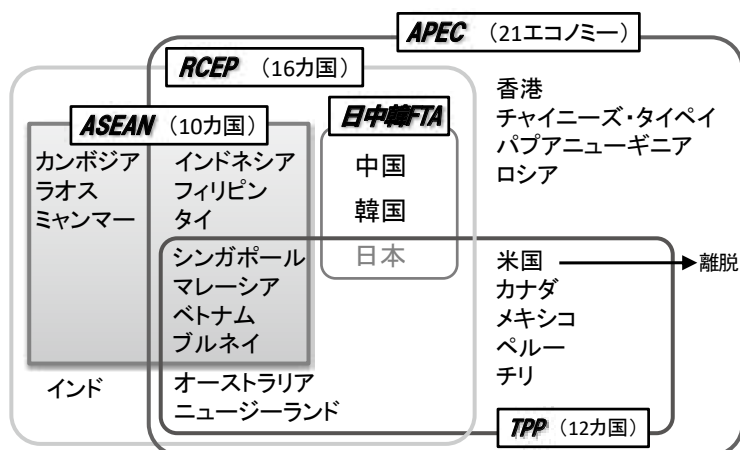 APEC （21エコノミー）
RCEP （16カ国）
ASEAN （10カ国）
日中韓FTA
香港
チャイニーズ・タイペイ
パプアニューギニア
ロシア
カンボジア
ラオス
ミャンマー
インドネシア
フィリピン
タイ
中国
韓国
日本
シンガポール
マレーシア
ベトナム
ブルネイ
米国
離脱
カナダ
メキシコ
ペルー
チリ
インド
オーストラリア
ニュージーランド
TPP （12カ国）